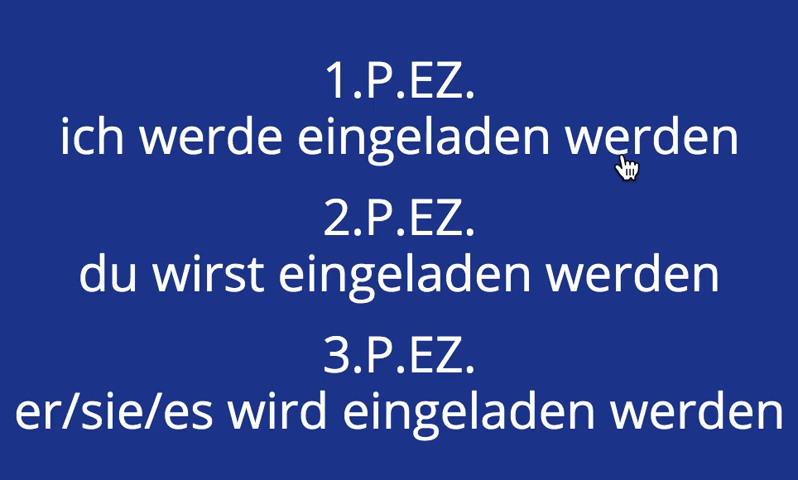 1.P.EZ.
ich werde eingeladen werden
2.P.EZ.
du wirst eingeladen werden
3.P.EZ.
er/sie/es wird eingeladen werden